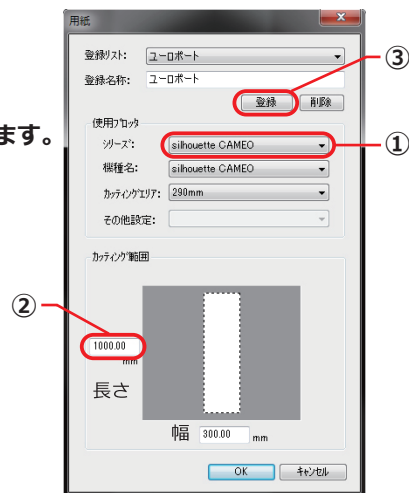 用紙
登録リスト: ユーロポート
③
登録名称: ユーロポート
登録 削除
ます。
使用プロッタ
シリーズ: silhouette CAMEO
①
機種名: silhouette CAMEO
カッティングエリア: 290mm
その他設定:
カッティング範囲
②
1000.00
mm
長さ
幅 300.00 mm
OK キャンセル